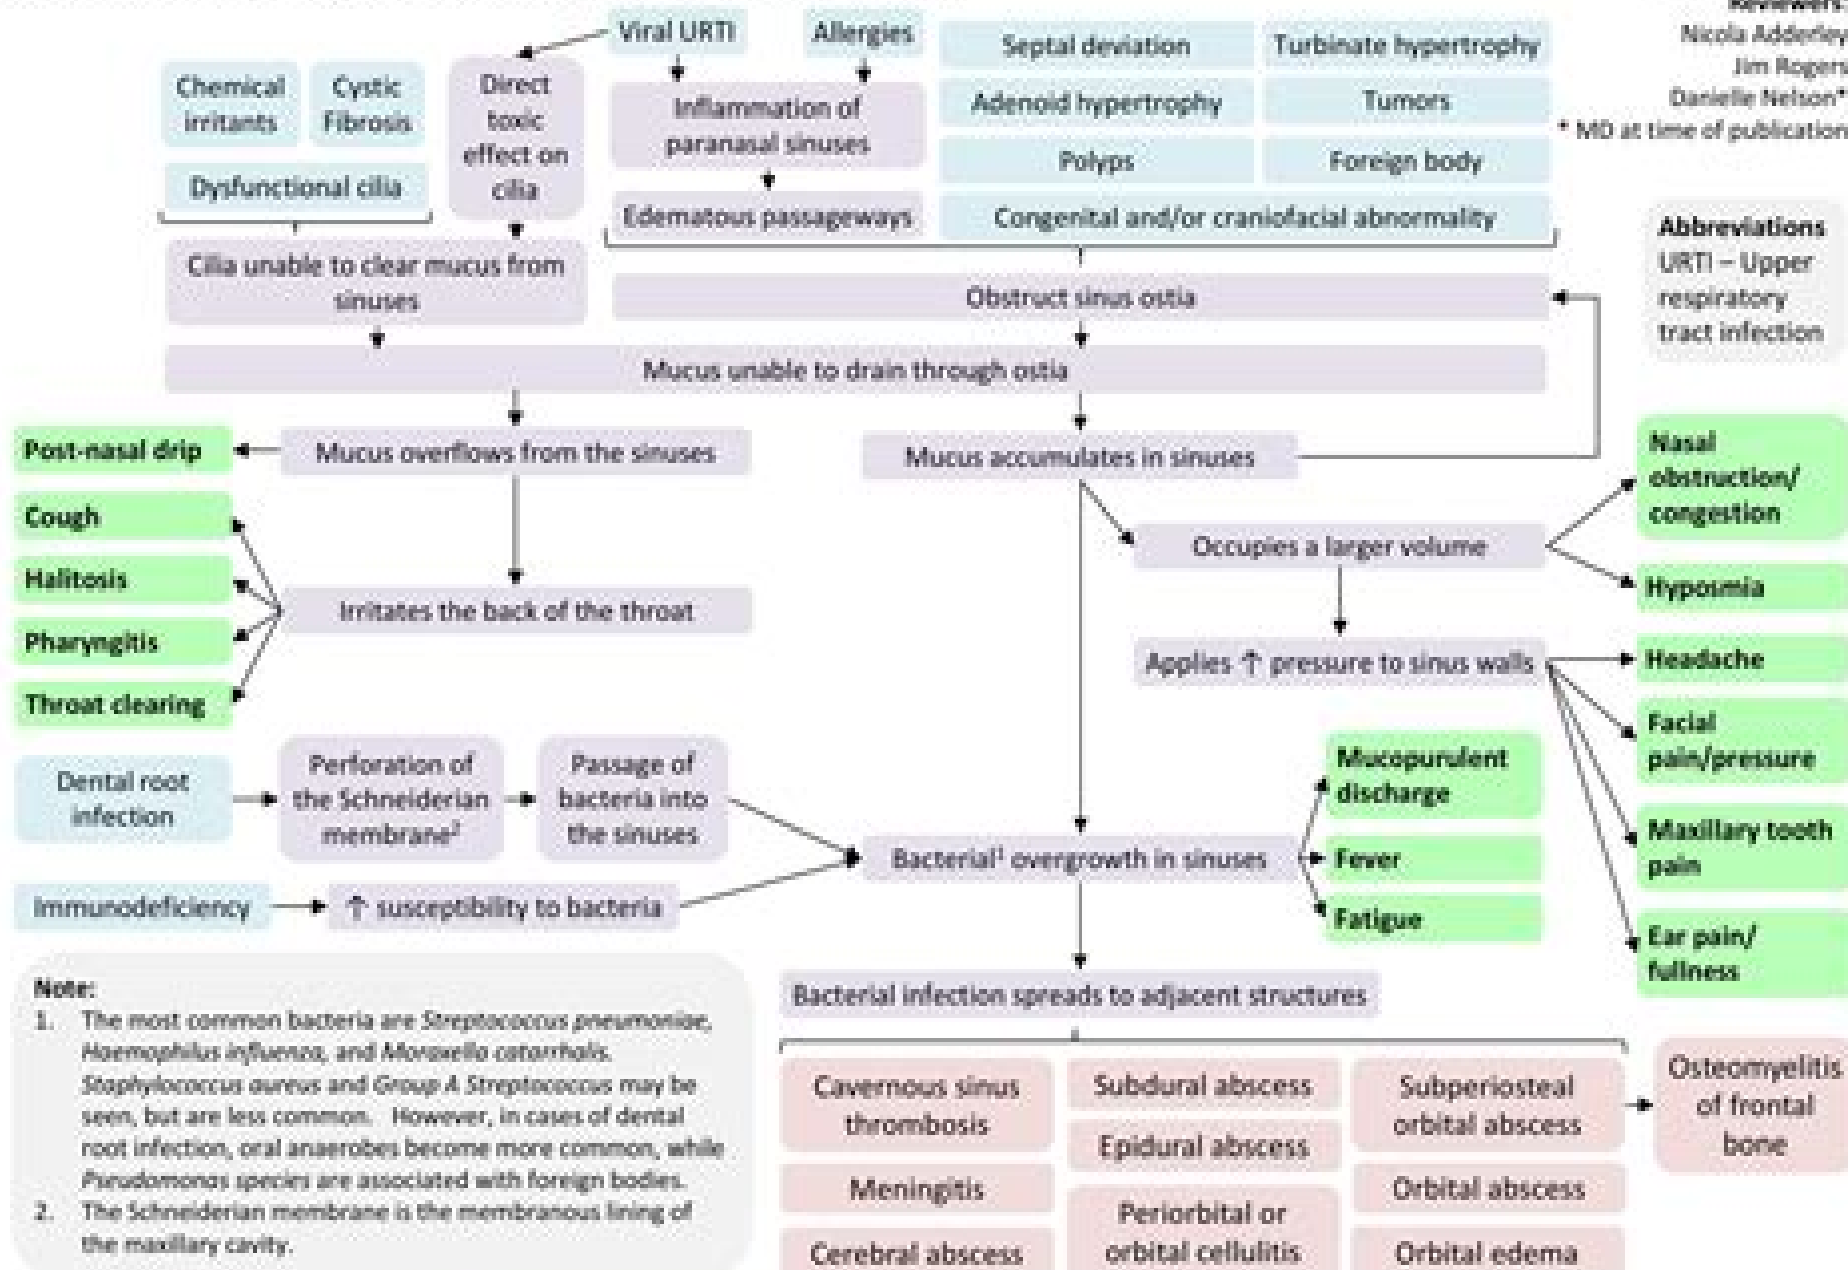 Reviewers:
Nicola Adderley
Jim Rogers
Danielle Nelson*
* MD at time of publication
Viral URTI
Allergies
Septal deviation
Turbinate hypertrophy
Chemical
irritants
Cystic
Fibrosis
Direct
toxic
effect on
cilia
Inflammation of
paranasal sinuses
Adenoid hypertrophy
Tumors
Polyps
Foreign body
Dysfunctional cilia
Edematous passageways
Congenital and/or craniofacial abnormality
Abbreviations
URTI – Upper
respiratory
tract infection
Cilia unable to clear mucus from
sinuses
Obstruct sinus ostia
Mucus unable to drain through ostia
Post-nasal drip
Mucus overflows from the sinuses
Mucus accumulates in sinuses
Nasal
obstruction/
congestion
Cough
Halitosis
Pharyngitis
Throat clearing
Irritates the back of the throat
Occupies a larger volume
Hyposmia
Applies ↑ pressure to sinus walls
Headache
Facial
pain/pressure
Maxillary tooth
pain
Ear pain/
fullness
Dental root
infection
Perforation of
the Schneiderian
membrane²
Passage of
bacteria into
the sinuses
Mucopurulent
discharge
Bacterial¹ overgrowth in sinuses
Fever
Fatigue
Immunodeficiency
↑ susceptibility to bacteria
Bacterial infection spreads to adjacent structures
Note:
1. The most common bacteria are Streptococcus pneumoniae,
Haemophilus influenza, and Moraxella catarrhalis.
Staphylococcus aureus and Group A Streptococcus may be
seen, but are less common. However, in cases of dental
root infection, oral anaerobes become more common, while
Pseudomonas species are associated with foreign bodies.
2. The Schneiderian membrane is the membranous lining of
the maxillary cavity.
Cavernous sinus
thrombosis
Subdural abscess
Subperiosteal
orbital abscess
Osteomyelitis
of frontal
bone
Epidural abscess
Meningitis
Periorbital or
orbital cellulitis
Orbital abscess
Cerebral abscess
Orbital edema